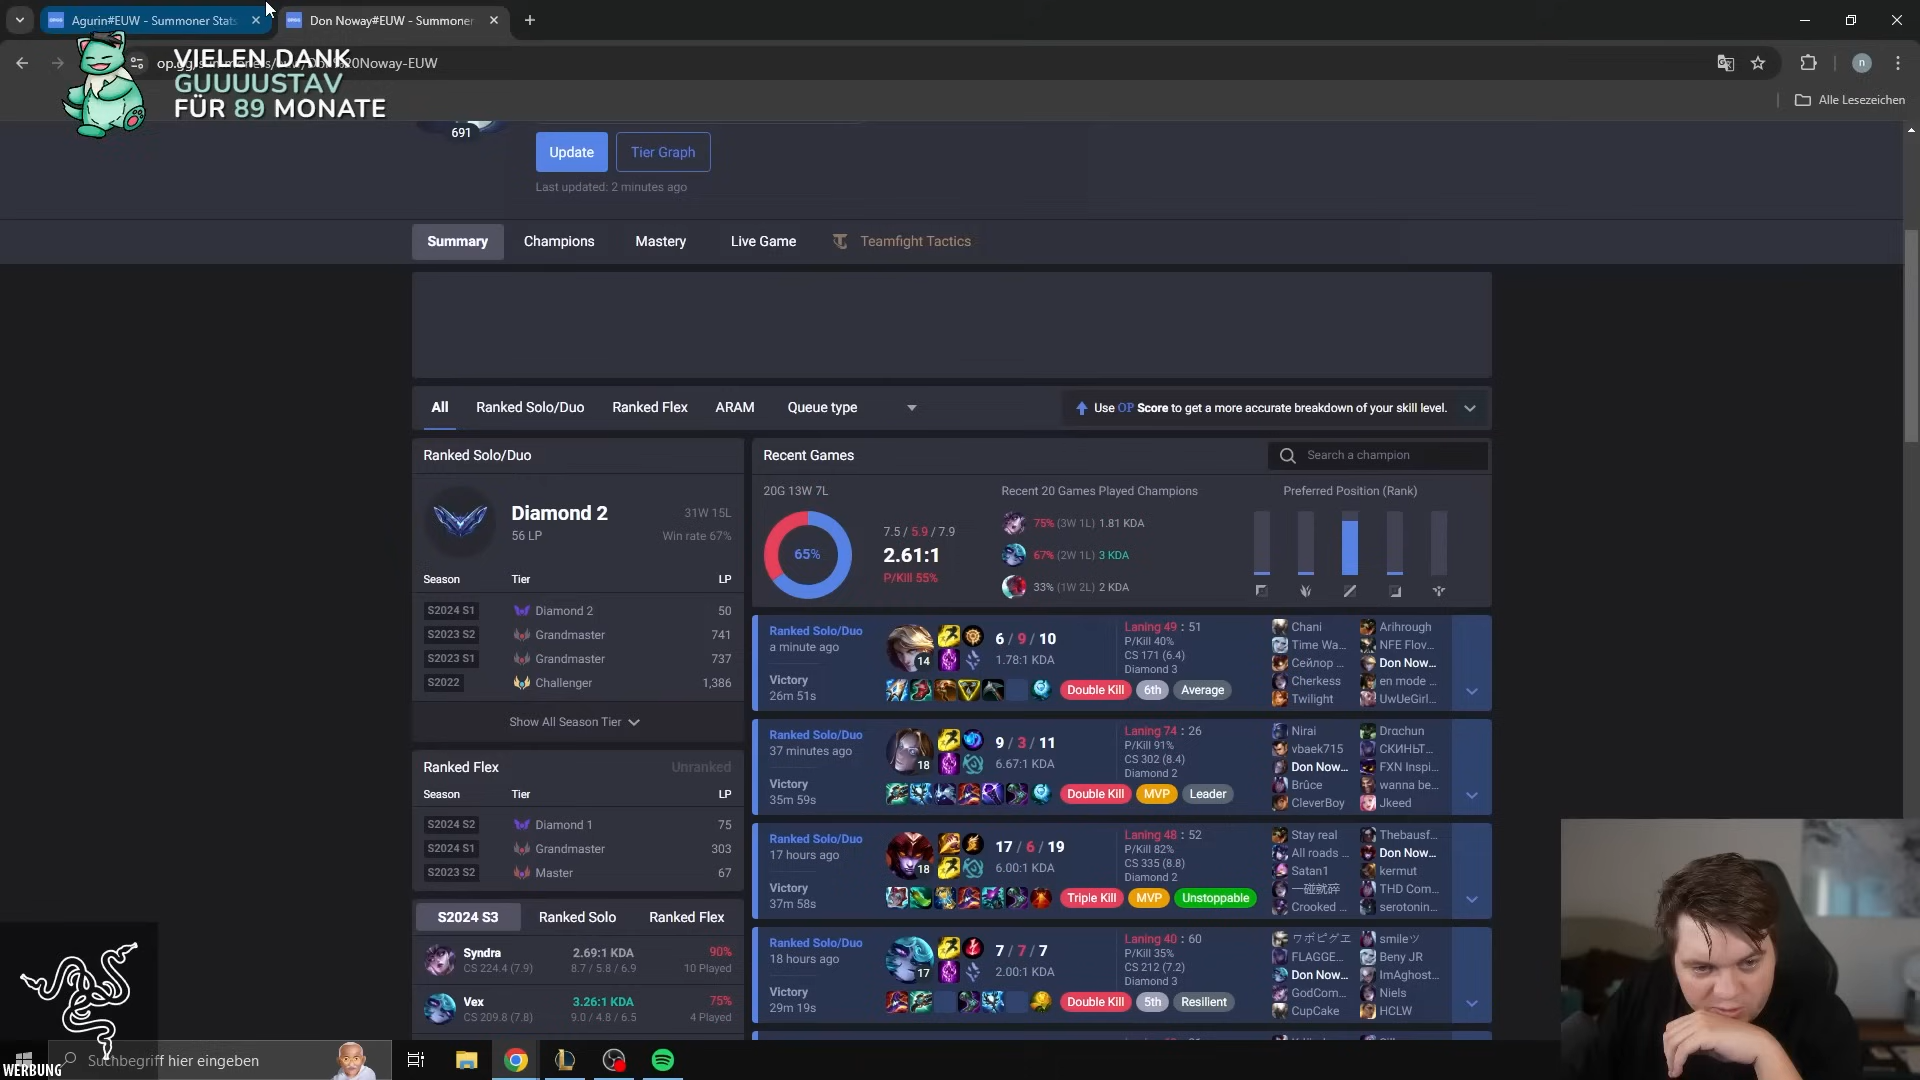 Agurin#EUW - Summoner Stats
Don Noway#EUW - Summoner
VIELEN DANK
GUUUUSTAV
FÜR 89 MONATE
Noway-EUW
Alle Lesezeichen
n
691
Update
Tier Graph
Last updated: 2 minutes ago
Summary
Champions
Mastery
Live Game
Teamfight Tactics
All
Ranked Solo/Duo
Ranked Flex
ARAM
Queue type
Use OP Score to get a more accurate breakdown of your skill level.
Ranked Solo/Duo
Diamond 2
31W 15L
56 LP
Win rate 67%
Season Tier LP
S2024 S1 Diamond 2 50
S2023 S2 Grandmaster 741
S2023 S1 Grandmaster 737
S2022 Challenger 1,386
Show All Season Tier
Ranked Flex Unranked
Season Tier LP
S2024 S2 Diamond 1 75
S2024 S1 Grandmaster 303
S2023 S2 Master 67
S2024 S3 Ranked Solo Ranked Flex
Syndra 2.69:1 KDA 90%
CS 224.4 (7.9) 8.7 / 5.8 / 6.9 10 Played
Vex 3.26:1 KDA 75%
CS 209.8 (7.8) 9.0 / 4.8 / 6.5 4 Played
Recent Games
Search a champion
20G 13W 7L
65%
7.5 / 5.9 / 7.9
2.61:1
P/Kill 55%
Recent 20 Games Played Champions
75% (3W 1L) 1.81 KDA
67% (2W 1L) 3 KDA
33% (1W 2L) 2 KDA
Preferred Position (Rank)
Ranked Solo/Duo
a minute ago
Victory
26m 51s
14
6 / 9 / 10
1.78:1 KDA
Double Kill 6th Average
Laning 49 : 51
P/Kill 40%
CS 171 (6.4)
Diamond 3
Chani Arihrough
Time Wa... NFE Flov...
Сейлор ... Don Now...
Cherkess en mode ...
Twilight UwUeGirl...
Ranked Solo/Duo
37 minutes ago
Victory
35m 59s
18
9 / 3 / 11
6.67:1 KDA
Double Kill MVP Leader
Laning 74 : 26
P/Kill 91%
CS 302 (8.4)
Diamond 2
Nirai Drachun
vbaek715 СКИНЬТ...
Don Now... FXN Inspi...
Brûce wanna be...
CleverBoy Jkeed
Ranked Solo/Duo
17 hours ago
Victory
37m 58s
18
17 / 6 / 19
6.00:1 KDA
Triple Kill MVP Unstoppable
Laning 48 : 52
P/Kill 82%
CS 335 (8.8)
Diamond 2
Stay real Thebausf...
All roads ... Don Now...
Satan1 kermut
一碰就碎 THD Com...
Crooked ... serotonin...
Ranked Solo/Duo
18 hours ago
Victory
29m 19s
17
7 / 7 / 7
2.00:1 KDA
Double Kill 5th Resilient
Laning 40 : 60
P/Kill 35%
CS 212 (7.2)
Diamond 3
ワボピグエ smileツ
FLAGGE... Beny JR
Don Now... ImAghost...
GodCom... Niels
CupCake HCLW
Suchbegriff hier eingeben
WERBUNG